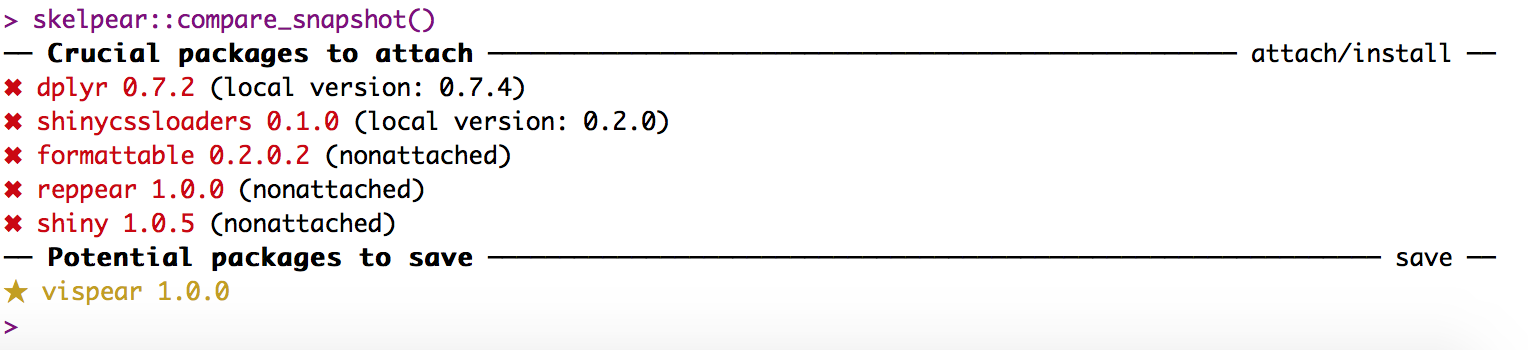 > skelpear::compare_snapshot()
── Crucial packages to attach ──────────────────────────────────────────────────── attach/install ──
✖ dplyr 0.7.2 (local version: 0.7.4)
✖ shinycssloaders 0.1.0 (local version: 0.2.0)
✖ formattable 0.2.0.2 (nonattached)
✖ reppear 1.0.0 (nonattached)
✖ shiny 1.0.5 (nonattached)
── Potential packages to save ────────────────────────────────────────────────────────────── save ──
★ vispear 1.0.0
>